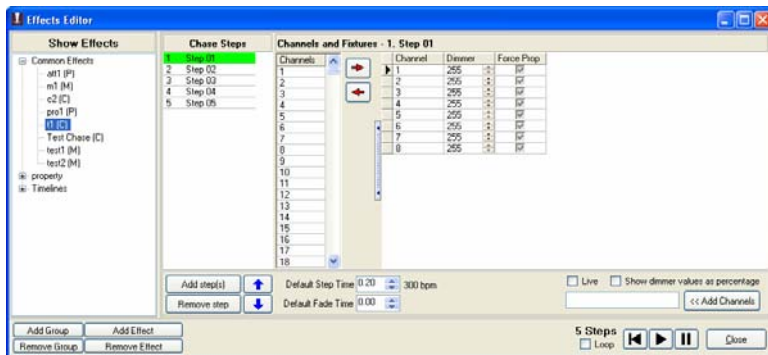 Effects Editor
Show Effects
Common Effects
att1 (P)
m1 (M)
c2 (C)
pro1 (P)
t1 (C)
Test Chase (C)
test1 (M)
test2 (M)
property
Timelines
Chase Steps
1 Step 01
2 Step 02
3 Step 03
4 Step 04
5 Step 05
Channels and Fixtures - 1. Step 01
Channels
1
2
3
4
5
6
7
8
9
10
11
12
13
14
15
16
17
18
Channel Dimmer Force Prop
1 255
2 255
3 255
4 255
5 255
6 255
7 255
8 255
Add step(s)
Remove step
Default Step Time 0.20 300 bpm
Default Fade Time 0.00
Live Show dimmer values as percentage
<< Add Channels
Add Group Add Effect
Remove Group Remove Effect
5 Steps
Loop
Close